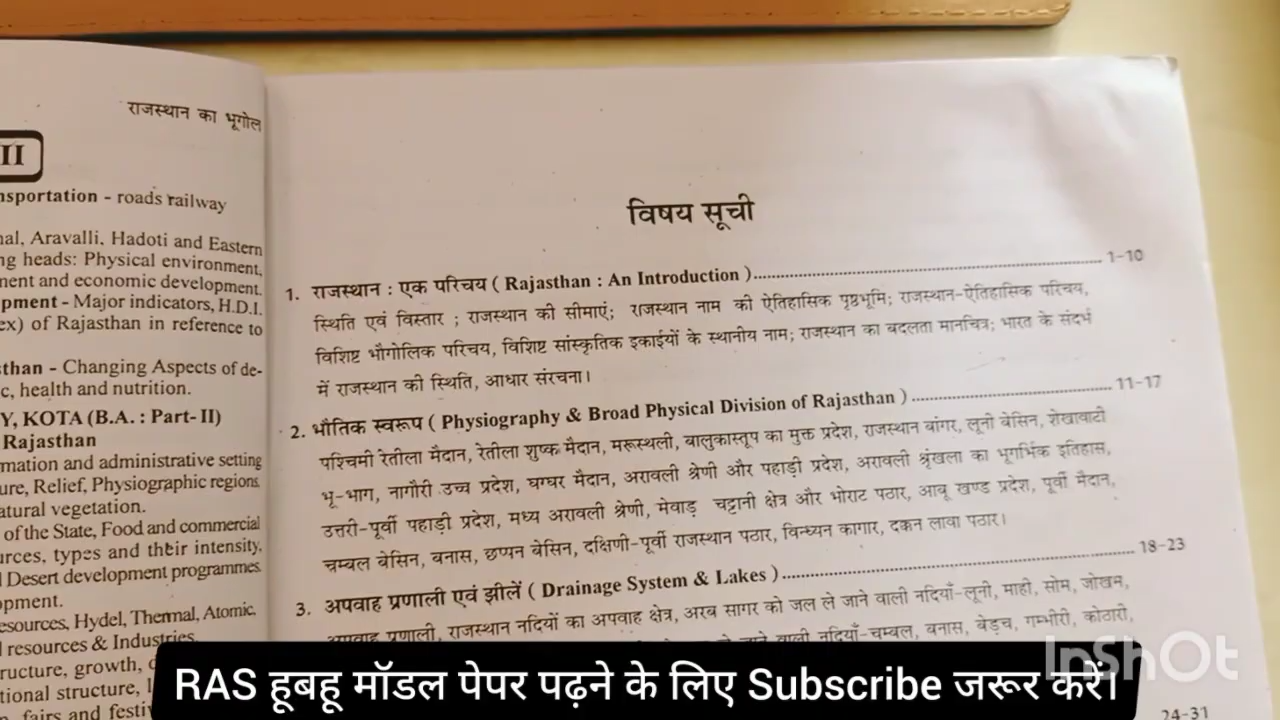 राजस्थान का भूगोल
II
nsportation - roads railway
nal, Aravalli, Hadoti and Eastern
ng heads: Physical environment,
nent and economic development.
pment - Major indicators, H.D.I.
ex) of Rajasthan in reference to
sthan - Changing Aspects of de-
c, health and nutrition.
Y, KOTA (B.A. : Part-II)
Rajasthan
mation and administrative setting
ure, Relief, Physiographic regions
atural vegetation.
of the State, Food and commercial
urces, types and their intensity,
Desert development programmes
opment.
esources, Hydel, Thermal, Atomic,
l resources & Industries.
ructure, growth,
tional structure,
fairs and festiv
विषय सूची
1. राजस्थान : एक परिचय ( Rajasthan : An Introduction )........ 1-10
स्थिति एवं विस्तार ; राजस्थान की सीमाएं; राजस्थान नाम की ऐतिहासिक पृष्ठभूमि; राजस्थान-ऐतिहासिक परिचय,
विशिष्ट भौगोलिक परिचय, विशिष्ट सांस्कृतिक इकाईयों के स्थानीय नाम; राजस्थान का बदलता मानचित्र; भारत के संदर्भ
में राजस्थान की स्थिति, आधार संरचना।
2. भौतिक स्वरूप ( Physiography & Broad Physical Division of Rajasthan )........ 11-17
पश्चिमी रेतीला मैदान, रेतीला शुष्क मैदान, मरूस्थली, बालुकास्तूप का मुक्त प्रदेश, राजस्थान बांगर, लूनी बेसिन, शेखावाटी
भू-भाग, नागौरी उच्च प्रदेश, घग्घर मैदान, अरावली श्रेणी और पहाड़ी प्रदेश, अरावली श्रृंखला का भूगर्भिक इतिहास,
उत्तरी-पूर्वी पहाड़ी प्रदेश, मध्य अरावली श्रेणी, मेवाड़ चट्टानी क्षेत्र और भोराट पठार, आबू खण्ड प्रदेश, पूर्वी मैदान,
चम्बल बेसिन, बनास, छप्पन बेसिन, दक्षिणी-पूर्वी राजस्थान पठार, विन्ध्यन कागार, दक्कन लावा पठार।
3. अपवाह प्रणाली एवं झीलें ( Drainage System & Lakes )........ 18-23
अपवाह प्रणाली, राजस्थान नदियों का अपवाह क्षेत्र, अरब सागर को जल ले जाने वाली नदियाँ-लूनी, माही, सोम, जोखम,
ले जाने वाली नदियाँ-चम्बल, बनास, बेड़च, गम्भीरी, कोठारी,
24-31
InShOt
RAS हूबहू मॉडल पेपर पढ़ने के लिए Subscribe जरूर करें।